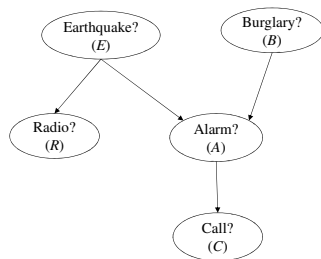 Earthquake?
(E)
Burglary?
(B)
Radio?
(R)
Alarm?
(A)
Call?
(C)